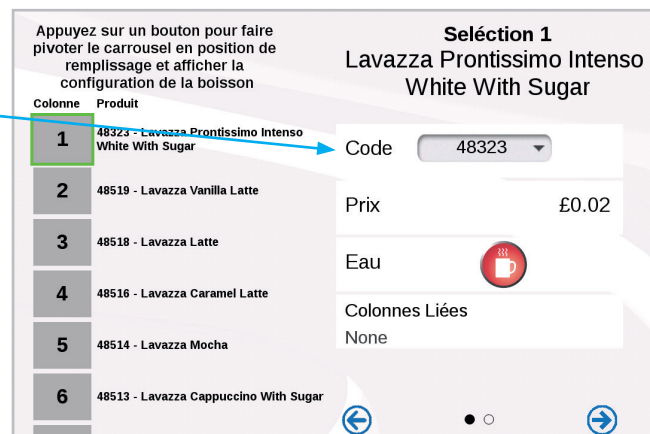 Appuyez sur un bouton pour faire
pivoter le carrousel en position de
remplissage et afficher la
configuration de la boisson
Colonne Produit
1 48323 - Lavazza Prontissimo Intenso
White With Sugar
2 48519 - Lavazza Vanilla Latte
3 48518 - Lavazza Latte
4 48516 - Lavazza Caramel Latte
5 48514 - Lavazza Mocha
6 48513 - Lavazza Cappuccino With Sugar
Seléction 1
Lavazza Prontissimo Intenso
White With Sugar
Code 48323
Prix £0.02
Eau
Colonnes Liées
None